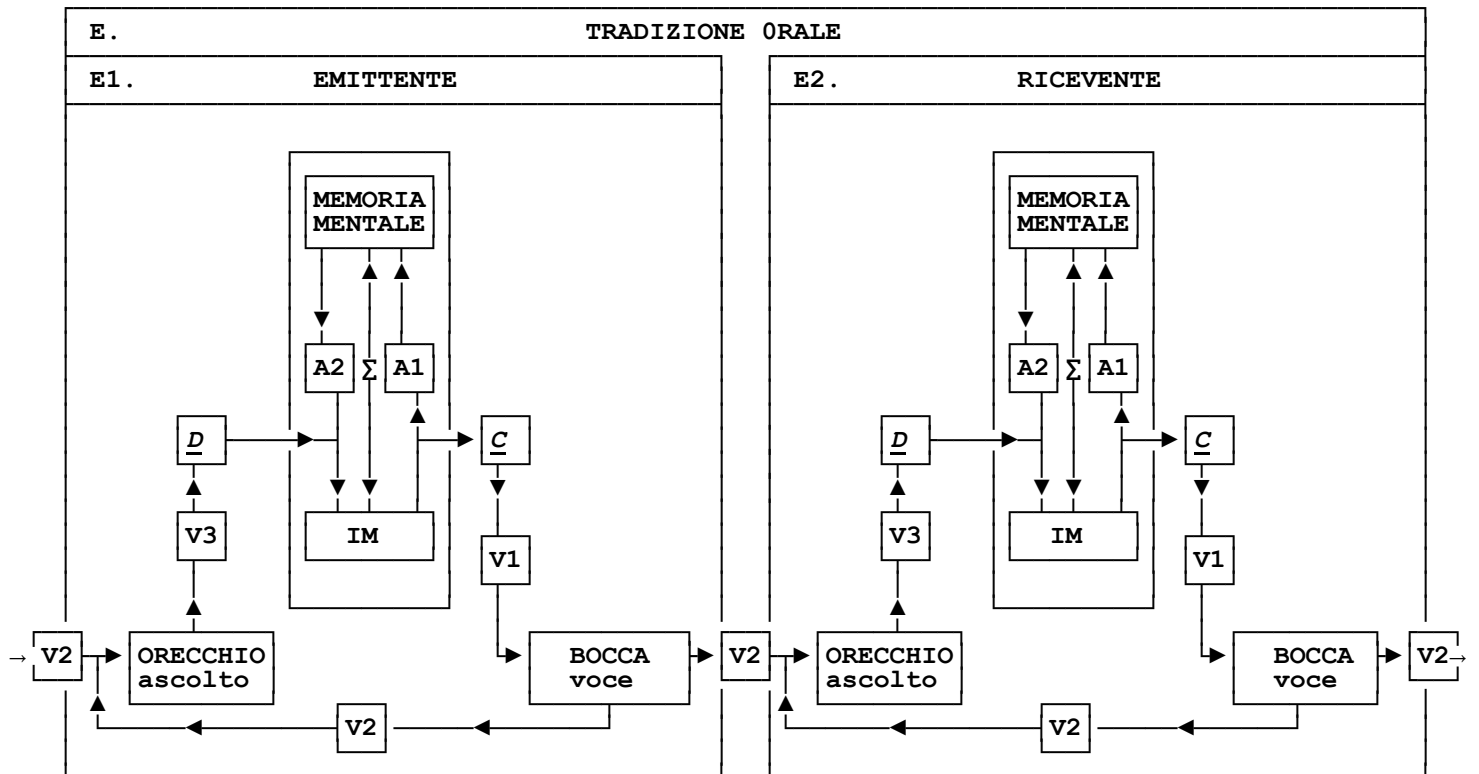 E. TRADIZIONE 0RALE
E1. EMITTENTE
E2. RICEVENTE
MEMORIA
MENTALE
A2 Σ A1
D
C
V3
IM
V1
→ V2
ORECCHIO
ascolto
BOCCA
voce
V2
V2
MEMORIA
MENTALE
A2 Σ A1
D
C
V3
IM
V1
ORECCHIO
ascolto
BOCCA
voce
V2→
V2